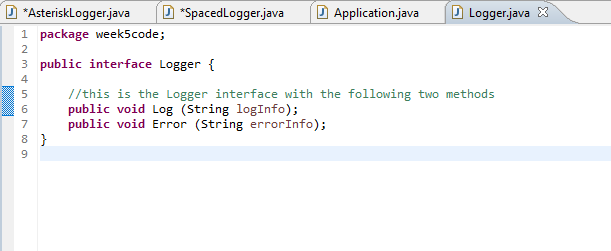 *AsteriskLogger.java *SpacedLogger.java Application.java Logger.java
1 package week5code;
2
3 public interface Logger {
4
5 //this is the Logger interface with the following two methods
6 public void Log (String logInfo);
7 public void Error (String errorInfo);
8 }
9